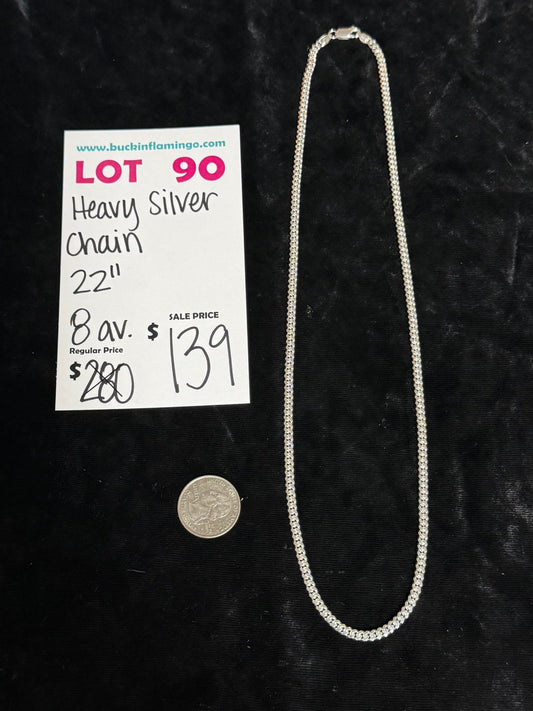 www.buckinflamingo.com
LOT 90
Heavy Silver
Chain
22"
8 av.
SALE PRICE
$ 139
Regular Price
$ 280